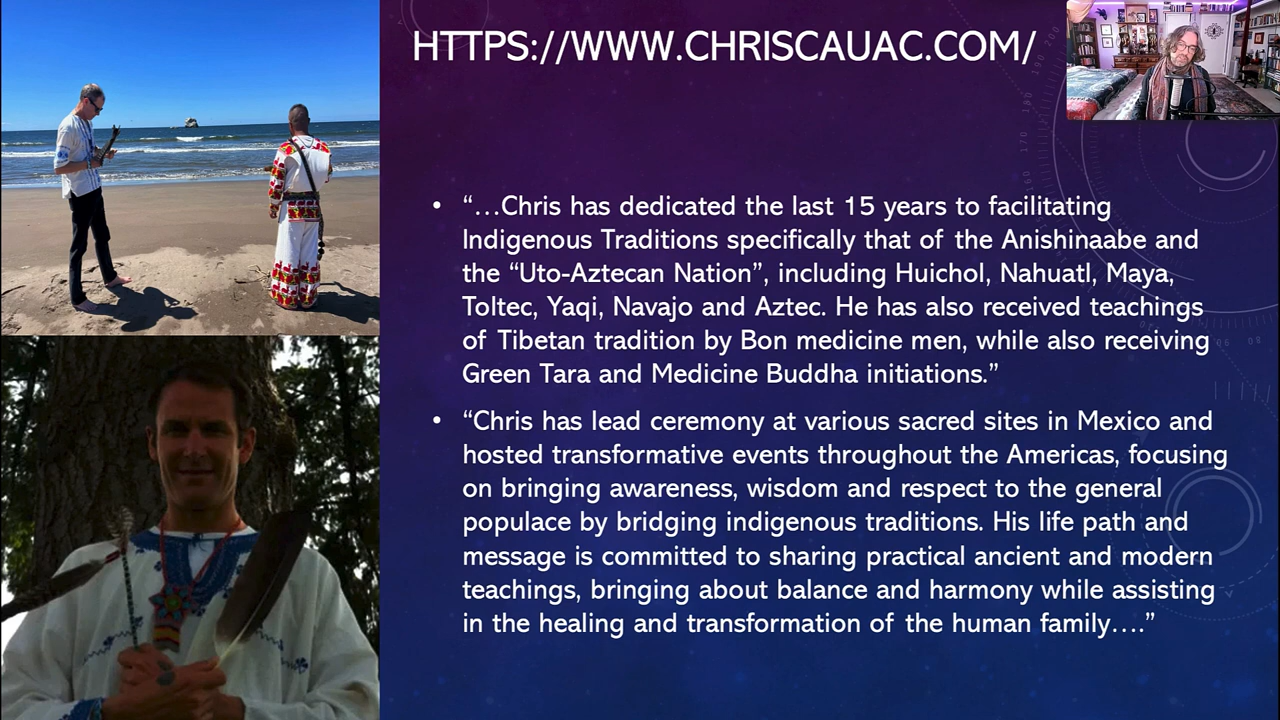 HTTPS://WWW.CHRISCAUAC.COM/
• “…Chris has dedicated the last 15 years to facilitating
Indigenous Traditions specifically that of the Anishinaabe and
the “Uto-Aztecan Nation”, including Huichol, Nahuatl, Maya,
Toltec, Yaqi, Navajo and Aztec. He has also received teachings
of Tibetan tradition by Bon medicine men, while also receiving
Green Tara and Medicine Buddha initiations.”
• “Chris has lead ceremony at various sacred sites in Mexico and
hosted transformative events throughout the Americas, focusing
on bringing awareness, wisdom and respect to the general
populace by bridging indigenous traditions. His life path and
message is committed to sharing practical ancient and modern
teachings, bringing about balance and harmony while assisting
in the healing and transformation of the human family….”